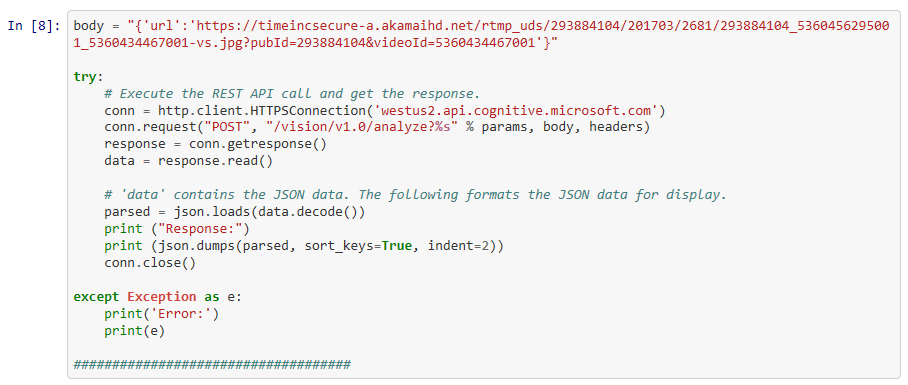 In [8]: body = "{'url':'https://timeincsecure-a.akamaihd.net/rtmp_uds/293884104/201703/2681/293884104_536045629500
1_5360434467001-vs.jpg?pubId=293884104&videoId=5360434467001'}"
try:
# Execute the REST API call and get the response.
conn = http.client.HTTPSConnection('westus2.api.cognitive.microsoft.com')
conn.request("POST", "/vision/v1.0/analyze?%s" % params, body, headers)
response = conn.getresponse()
data = response.read()
# 'data' contains the JSON data. The following formats the JSON data for display.
parsed = json.loads(data.decode())
print ("Response:")
print (json.dumps(parsed, sort_keys=True, indent=2))
conn.close()
except Exception as e:
print('Error:')
print(e)
####################################